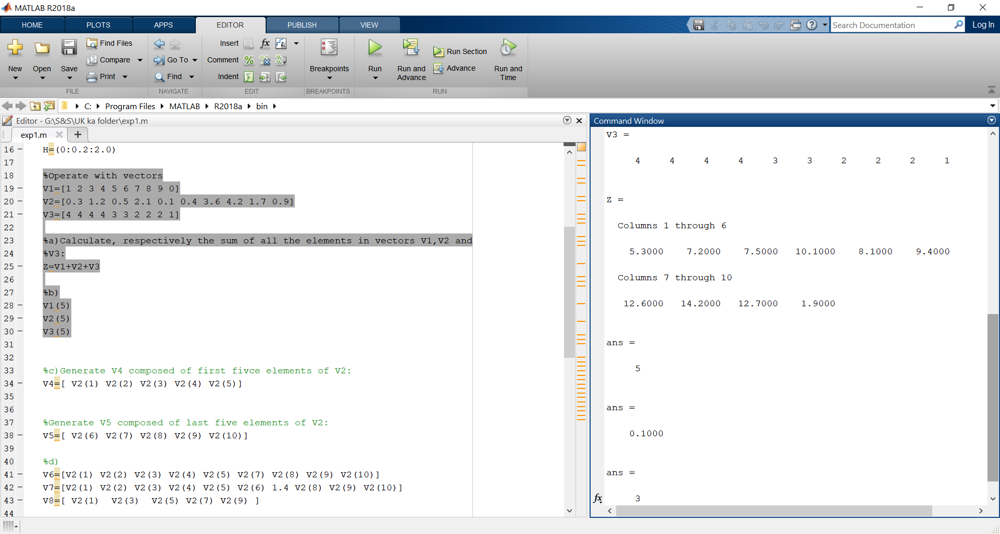 MATLAB R2018a
HOME PLOTS APPS EDITOR PUBLISH VIEW
Search Documentation Log In
New Open Save
Find Files
Compare
Print
FILE
Go To
Find
NAVIGATE
Insert fx
Comment
Indent
EDIT
Breakpoints
BREAKPOINTS
Run
Run and Advance
Run Section
Advance
Run and Time
RUN
C: Program Files MATLAB R2018a bin
Editor - G:\S&S\UK ka folder\exp1.m
exp1.m
16 H=(0:0.2:2.0)
17
18 %Operate with vectors
19 V1=[1 2 3 4 5 6 7 8 9 0]
20 V2=[0.3 1.2 0.5 2.1 0.1 0.4 3.6 4.2 1.7 0.9]
21 V3=[4 4 4 4 3 3 2 2 2 1]
22
23 %a)Calculate, respectively the sum of all the elements in vectors V1,V2 and
24 %V3:
25 Z=V1+V2+V3
26
27 %b)
28 V1(5)
29 V2(5)
30 V3(5)
31
32
33 %c)Generate V4 composed of first fivce elements of V2:
34 V4=[ V2(1) V2(2) V2(3) V2(4) V2(5)]
35
36
37 %Generate V5 composed of last five elements of V2:
38 V5=[ V2(6) V2(7) V2(8) V2(9) V2(10)]
39
40 %d)
41 V6=[V2(1) V2(2) V2(3) V2(4) V2(5) V2(7) V2(8) V2(9) V2(10)]
42 V7=[V2(1) V2(2) V2(3) V2(4) V2(5) V2(6) 1.4 V2(8) V2(9) V2(10)]
43 V8=[ V2(1)  V2(3)  V2(5) V2(7) V2(9) ]
44
Command Window
V3 =
4 4 4 4 3 3 2 2 2 1
Z =
Columns 1 through 6
5.3000 7.2000 7.5000 10.1000 8.1000 9.4000
Columns 7 through 10
12.6000 14.2000 12.7000 1.9000
ans =
5
ans =
0.1000
ans =
3
fx